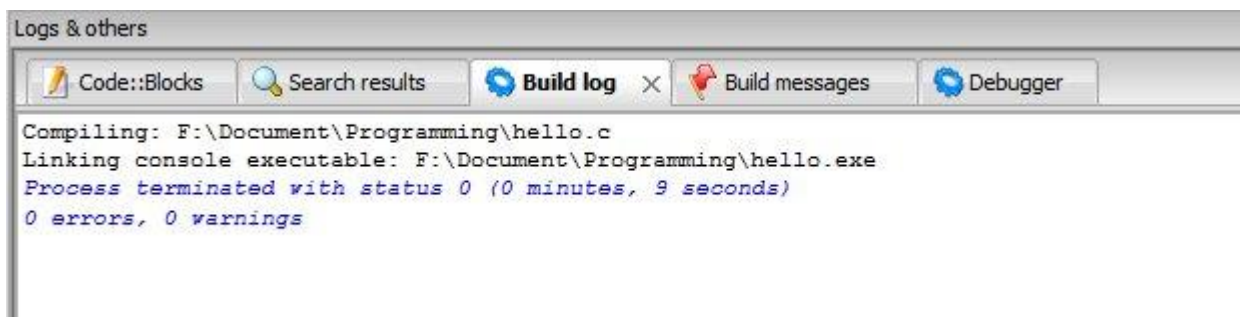 Logs & others
Code::Blocks Search results Build log Build messages Debugger
Compiling: F:\Document\Programming\hello.c
Linking console executable: F:\Document\Programming\hello.exe
Process terminated with status 0 (0 minutes, 9 seconds)
0 errors, 0 warnings